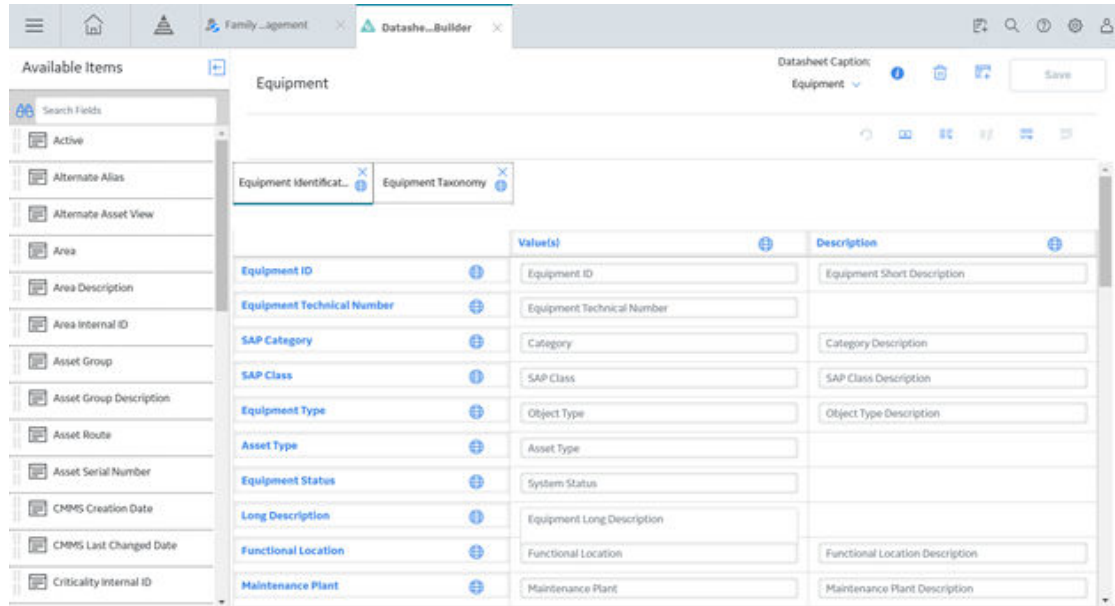 Family ...agement
Datashe...Builder
Available Items
Search Fields
Active
Alternate Alias
Alternate Asset View
Area
Area Description
Area Internal ID
Asset Group
Asset Group Description
Asset Route
Asset Serial Number
CMMS Creation Date
CMMS Last Changed Date
Criticality Internal ID
Equipment
Datasheet Caption:
Equipment
Save
Equipment Identificat... Equipment Taxonomy
Value(s) Description
Equipment ID Equipment ID Equipment Short Description
Equipment Technical Number Equipment Technical Number
SAP Category Category Category Description
SAP Class SAP Class SAP Class Description
Equipment Type Object Type Object Type Description
Asset Type Asset Type
Equipment Status System Status
Long Description Equipment Long Description
Functional Location Functional Location Functional Location Description
Maintenance Plant Maintenance Plant Maintenance Plant Description